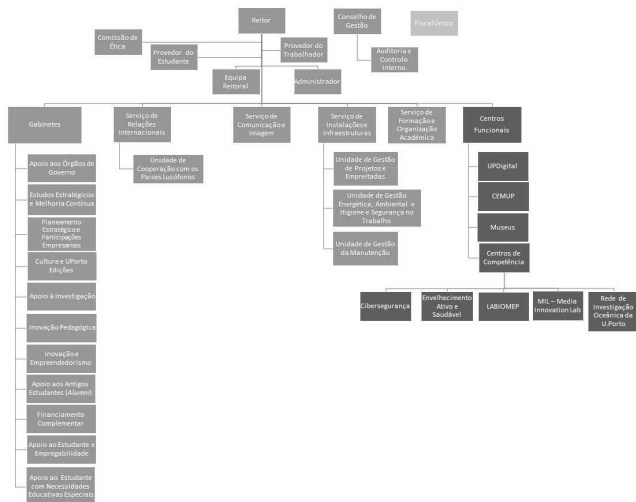 Reitor
Conselho de
Gestão
Fiscal Único
Comissão de
Ética
Provedor do
Trabalhador
Provedor do
Estudante
Auditoria e
Controlo
Interno
Equipa
Reitoral
Administrador
Gabinetes
Serviço de
Relações
Internacionais
Serviço de
Comunicação e
Imagem
Serviço de
Instalações e
Infraestruturas
Serviço de
Formação e
Organização
Académica
Centros
Funcionais
Apoio aos Órgãos de
Governo
Estudos Estratégicos
e Melhoria Contínua
Planeamento
Estratégico e
Participações
Empresariais
Cultura e UPorto
Edições
Apoio à Investigação
Inovação Pedagógica
Inovação e
Empreendedorismo
Apoio aos Antigos
Estudantes (Alumni)
Financiamento
Complementar
Apoio ao Estudante e
Empregabilidade
Apoio ao Estudante
com Necessidades
Educativas Especiais
Unidade de
Cooperação com os
Países Lusófonos
Unidade de Gestão
de Projetos e
Empreitadas
Unidade de Gestão
Energética, Ambiental e
Higiene e Segurança no
Trabalho
Unidade de Gestão
da Manutenção
UPDigital
CEMUP
Museus
Centros de
Competência
Cibersegurança
Envelhecimento
Ativo e
Saudável
LABIOMEP
MIL – Media
Innovation Lab
Rede de
Investigação
Oceânica da
U.Porto